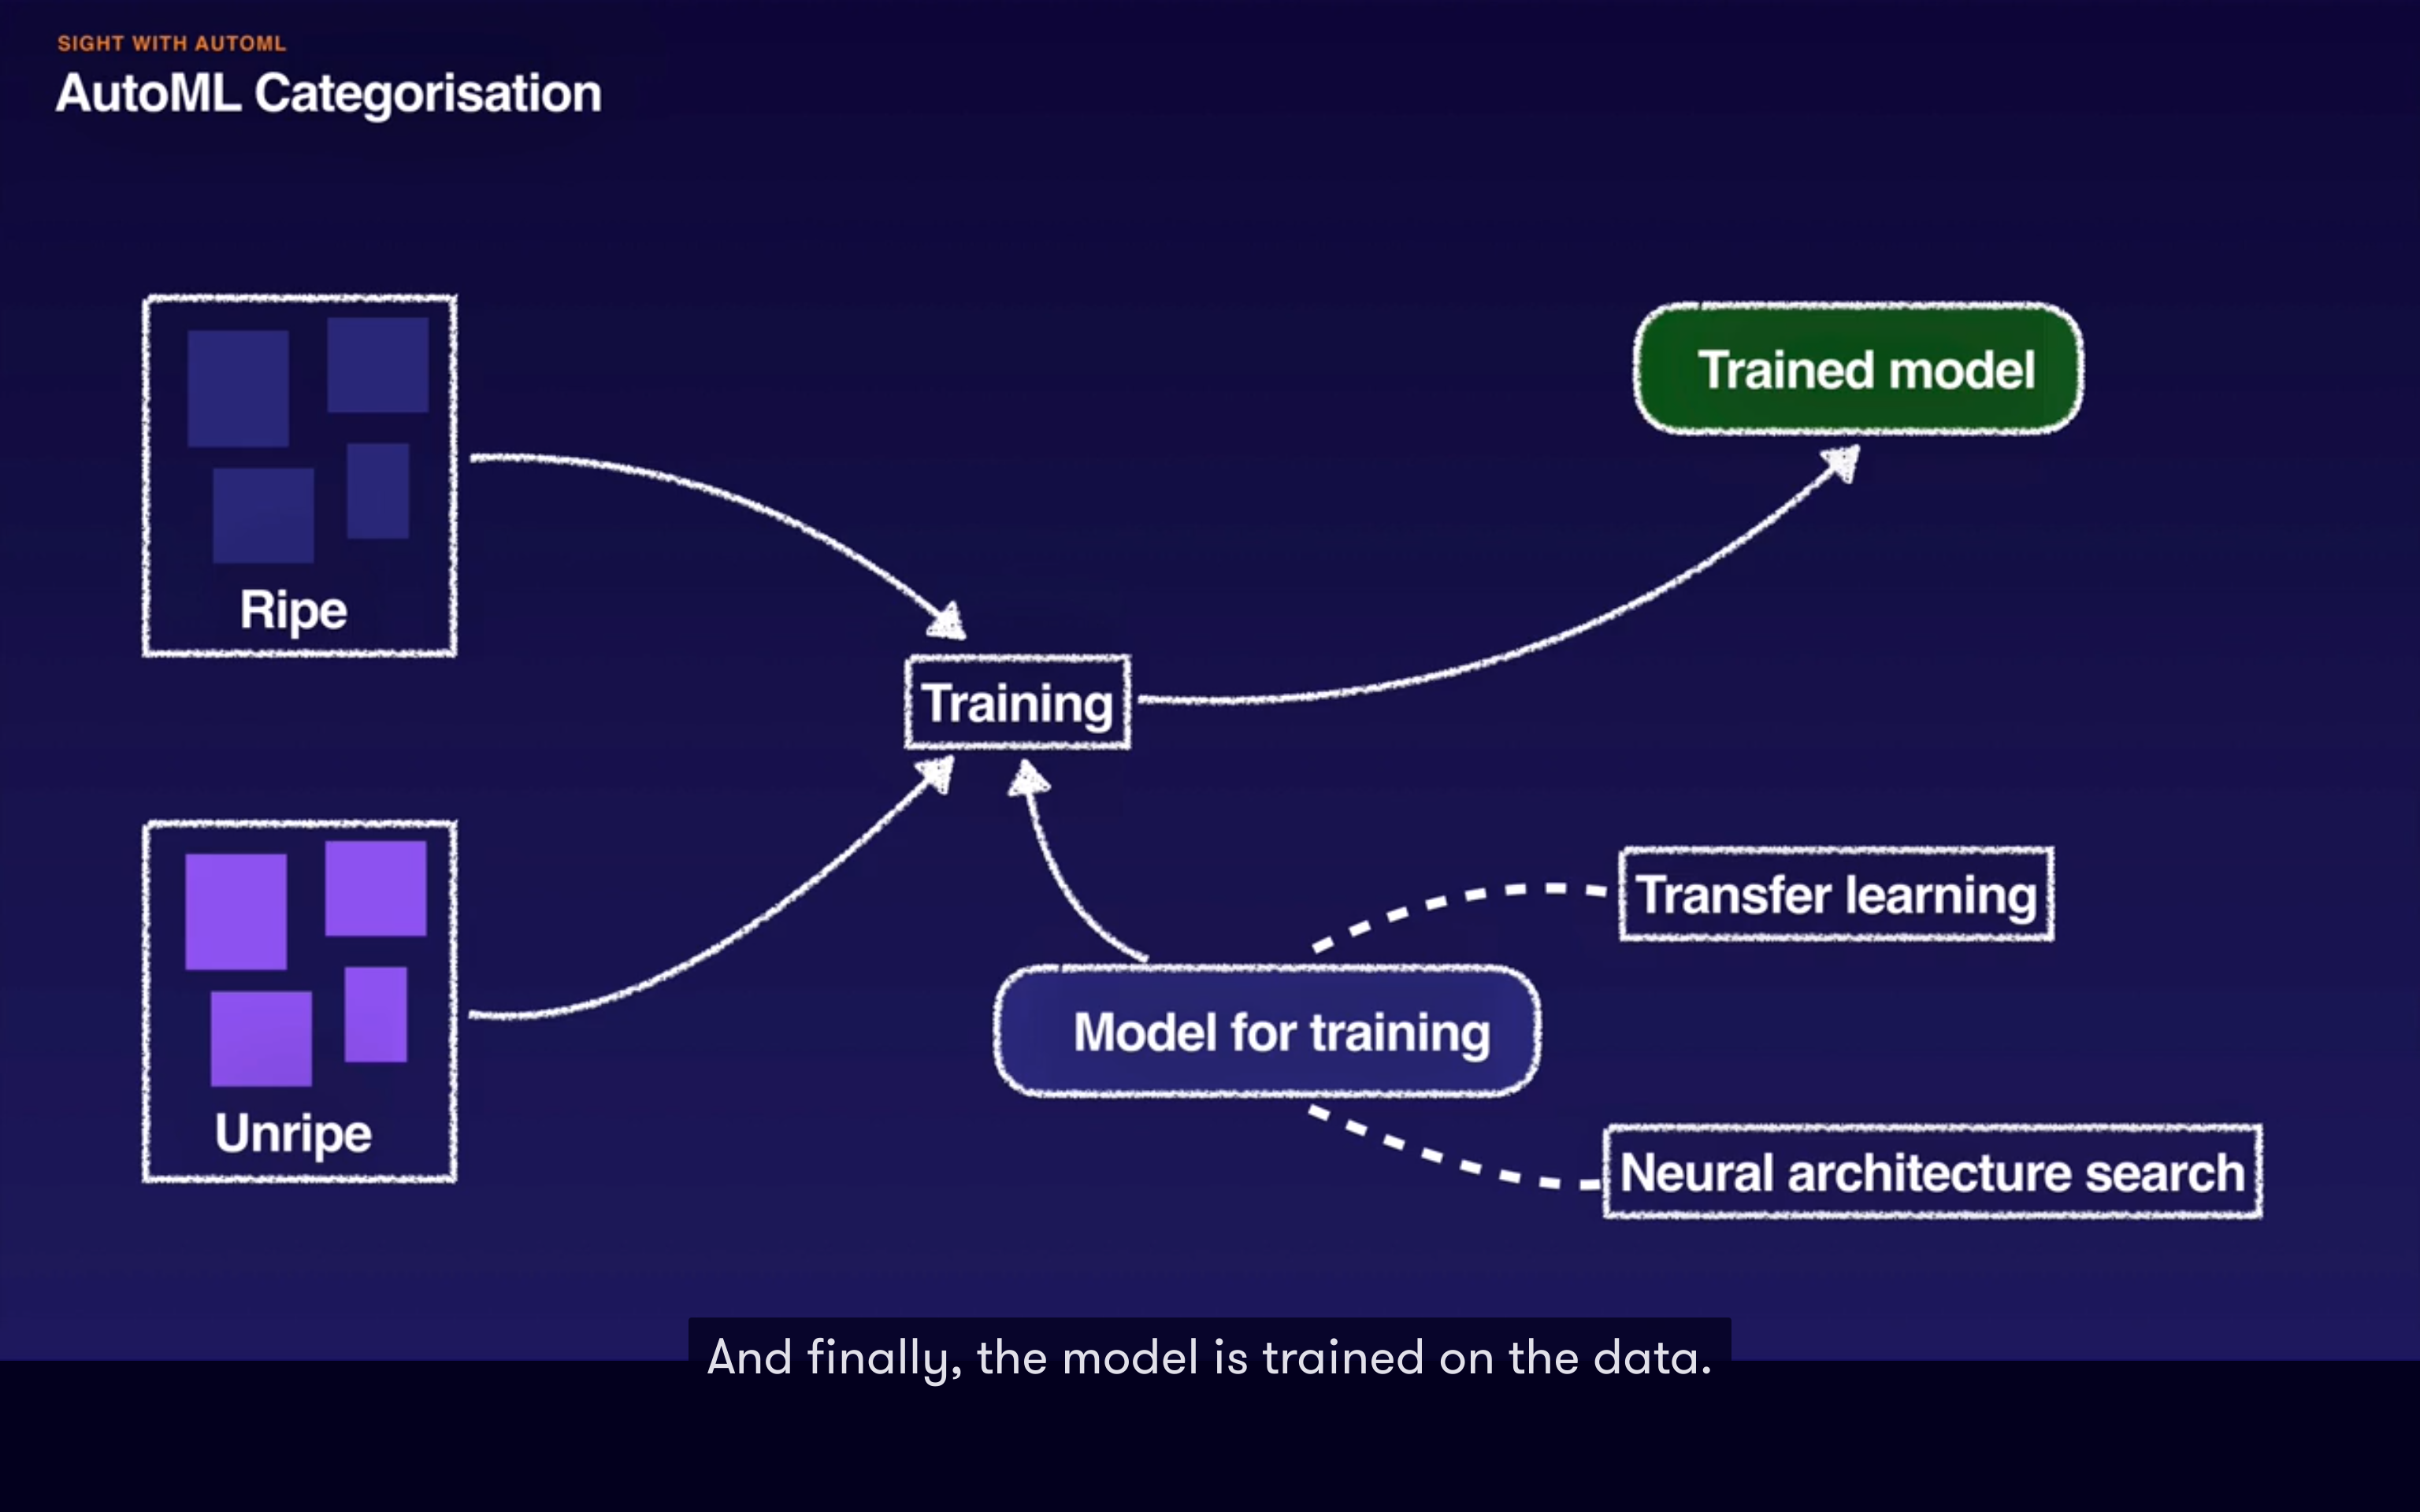 SIGHT WITH AUTOML
AutoML Categorisation
Ripe
Trained model
Training
Unripe
Transfer learning
Model for training
Neural architecture search
And finally, the model is trained on the data.